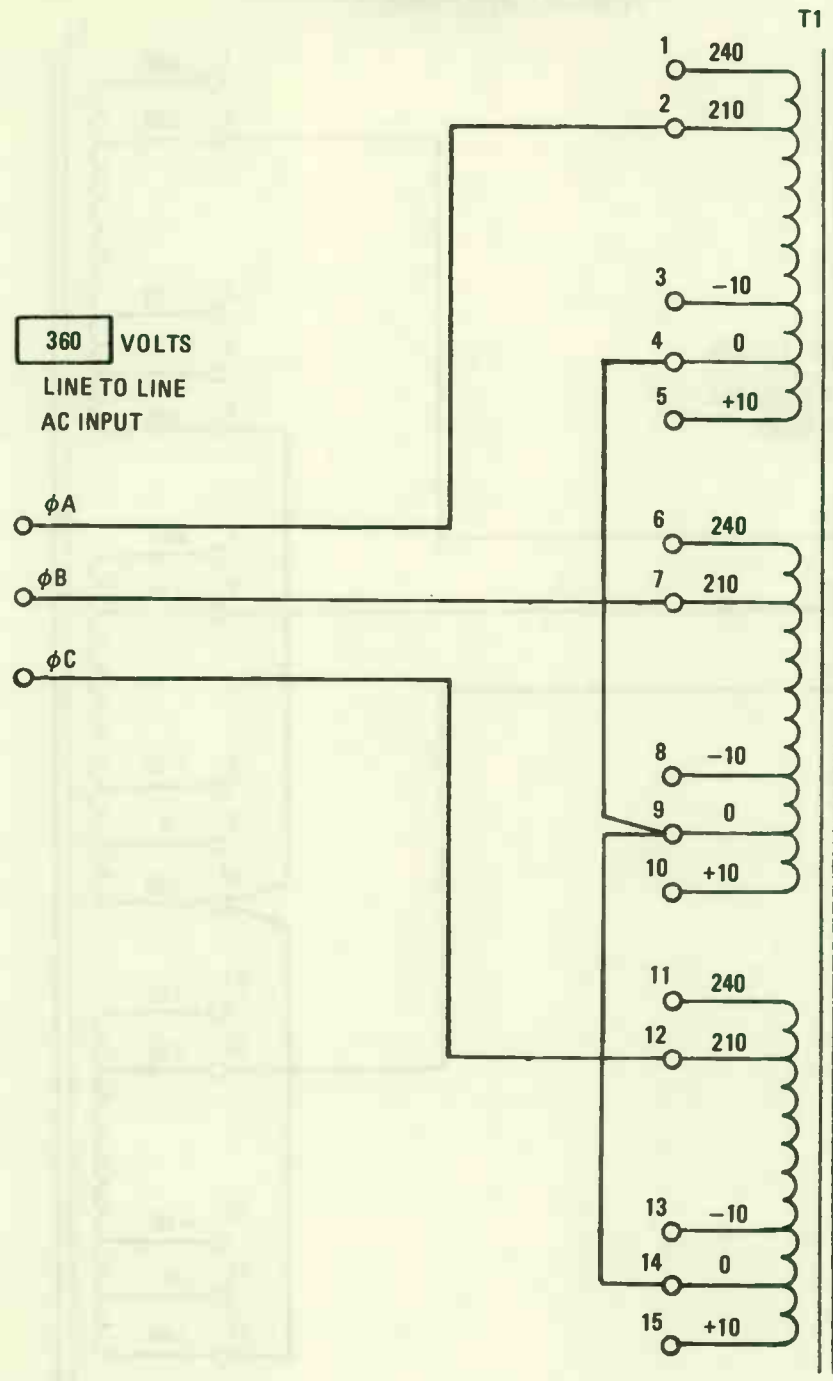 T1
1 240
2 210
3 −10
4 0
5 +10
360 VOLTS
LINE TO LINE
AC INPUT
φA
φB
φC
6 240
7 210
8 −10
9 0
10 +10
11 240
12 210
13 −10
14 0
15 +10